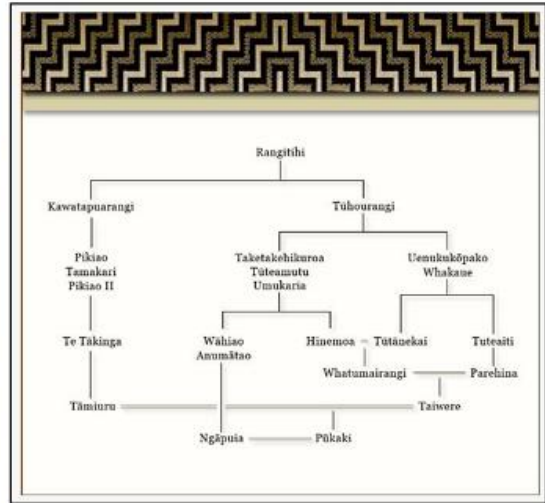 Rangitihi
Kawatapuarangi Tūhourangi
Pikiao Taketakehikuroa Uenukukōpako
Tamakari Tūteamutu Whakaue
Pikiao II Umukaria
Te Tākinga Wāhiao Hinemoa Tūtānekai Tuteaiti
Anumātao
Whatumairangi Parehina
Tāmiuru Taiwere
Ngāpuia Pūkaki